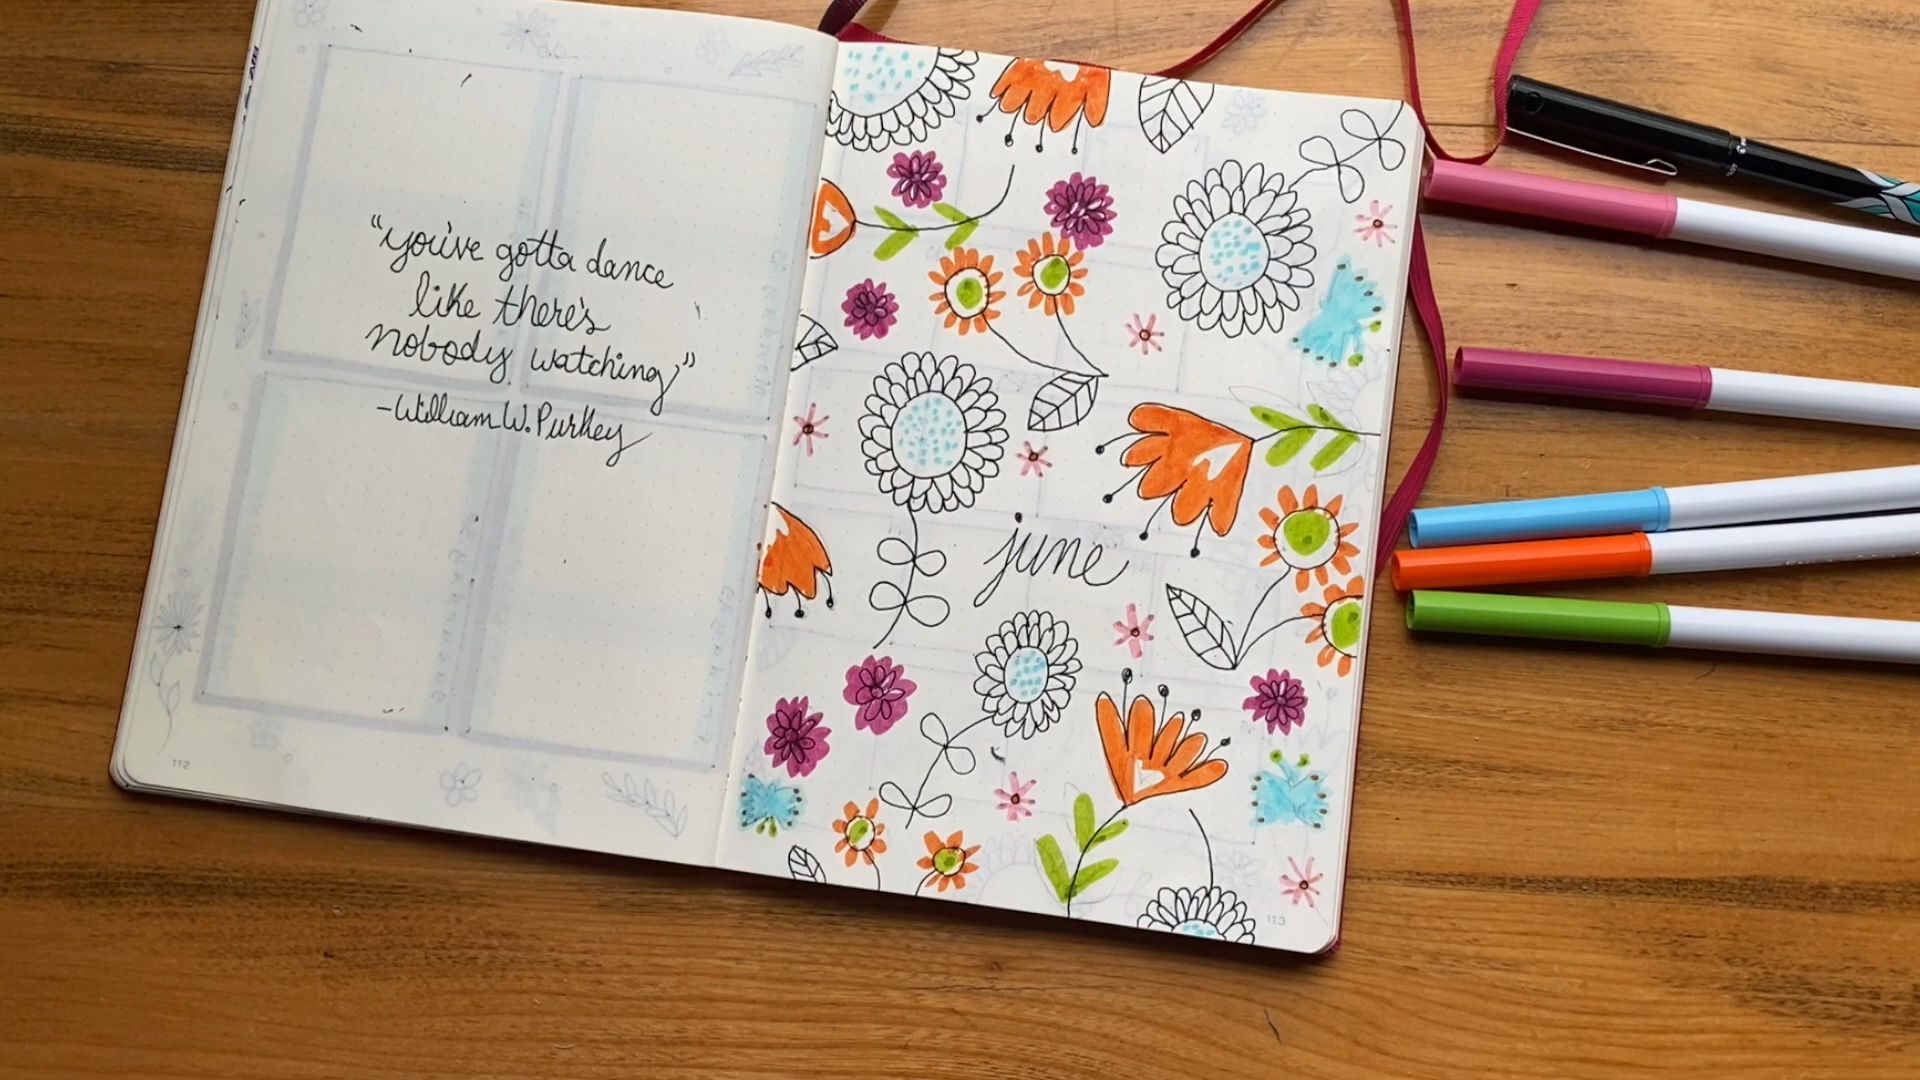 "you've gotta dance
like there's
nobody watching"
-William W. Purkey
112
june
113